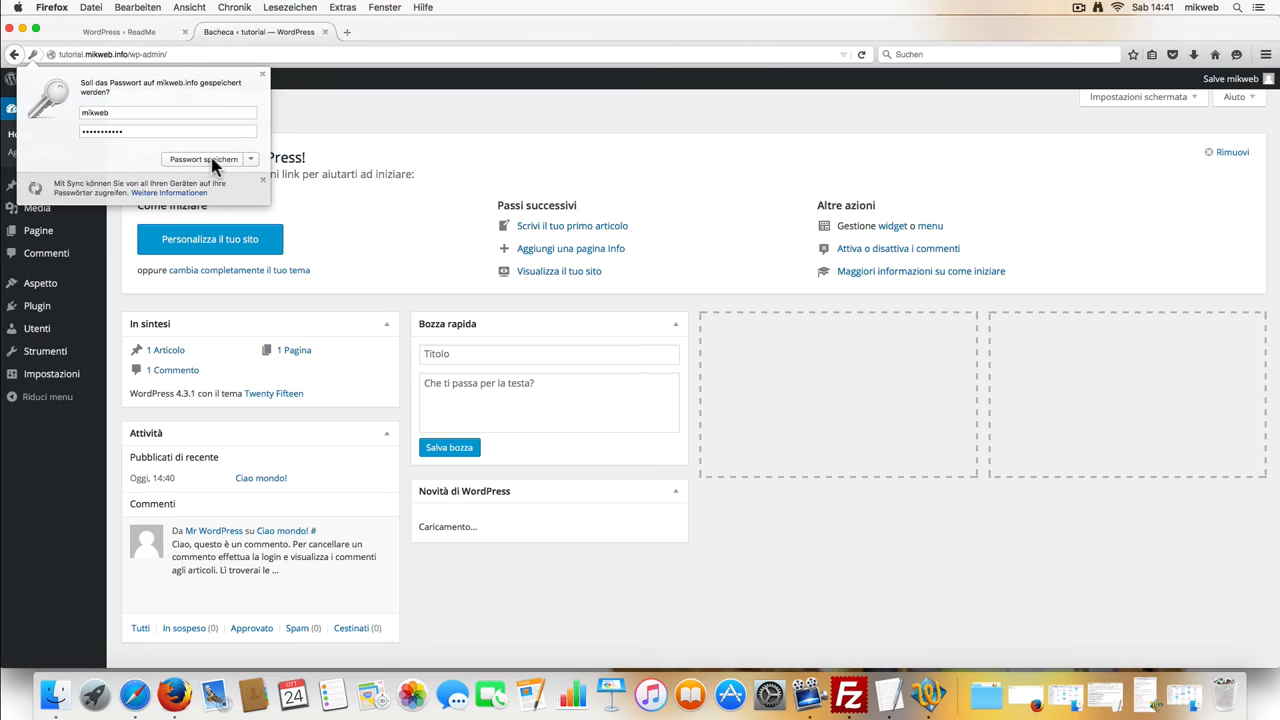 Firefox Datei Bearbeiten Ansicht Chronik Lesezeichen Extras Fenster Hilfe Sab 14:41 mikweb
WordPress › ReadMe Bacheca ‹ tutorial — WordPress
tutorial.mikweb.info/wp-admin/ Suchen
Salve mikweb
Soll das Passwort auf mikweb.info gespeichert
werden?
mikweb
•••••••••••
Passwort speichern
Mit Sync können Sie von all Ihren Geräten auf Ihre
Passwörter zugreifen. Weitere Informationen
Impostazioni schermata Aiuto
Press!
ni link per aiutarti ad iniziare:
Rimuovi
Media
Pagine
Commenti
Aspetto
Plugin
Utenti
Strumenti
Impostazioni
Riduci menu
Come iniziare
Personalizza il tuo sito
oppure cambia completamente il tuo tema
Passi successivi
Scrivi il tuo primo articolo
Aggiungi una pagina Info
Visualizza il tuo sito
Altre azioni
Gestione widget o menu
Attiva o disattiva i commenti
Maggiori informazioni su come iniziare
In sintesi
1 Articolo 1 Pagina
1 Commento
WordPress 4.3.1 con il tema Twenty Fifteen
Attività
Pubblicati di recente
Oggi, 14:40 Ciao mondo!
Commenti
Da Mr WordPress su Ciao mondo! #
Ciao, questo è un commento. Per cancellare un
commento effettua la login e visualizza i commenti
agli articoli. Lì troverai le ...
Tutti In sospeso (0) Approvato Spam (0) Cestinati (0)
Bozza rapida
Titolo
Che ti passa per la testa?
Salva bozza
Novità di WordPress
Caricamento...
OTT
24